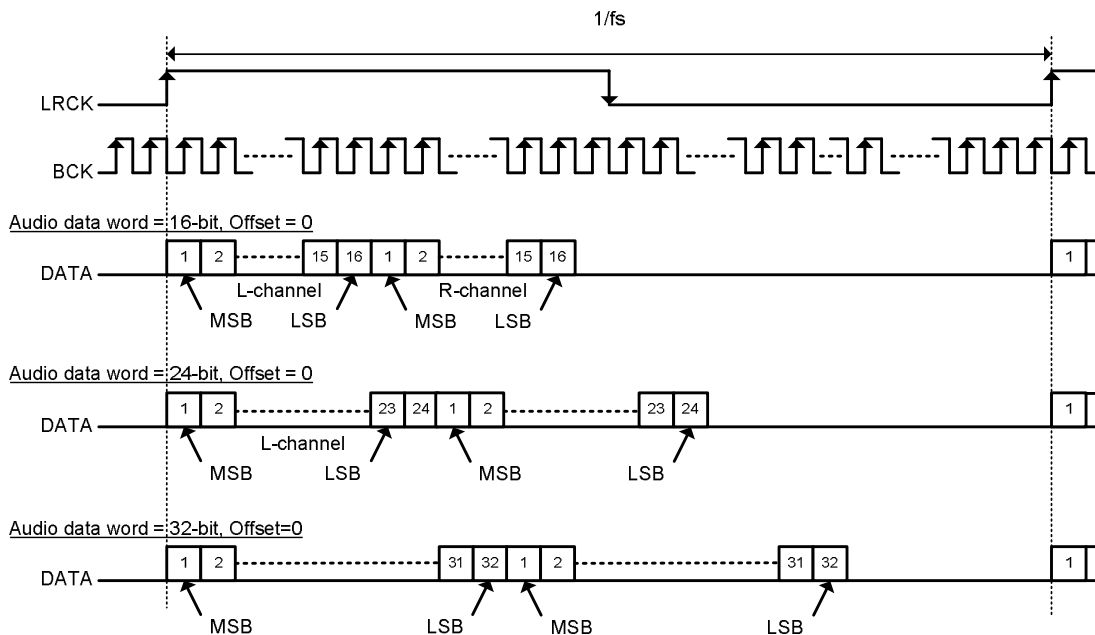 1/fs
LRCK
BCK
Audio data word = 16-bit, Offset = 0
DATA 1 2 15 16 1 2 15 16 1
L-channel R-channel
MSB LSB MSB LSB
Audio data word = 24-bit, Offset = 0
DATA 1 2 23 24 1 2 23 24 1
L-channel
MSB LSB MSB LSB
Audio data word = 32-bit, Offset=0
DATA 1 2 31 32 1 2 31 32 1
MSB LSB MSB LSB